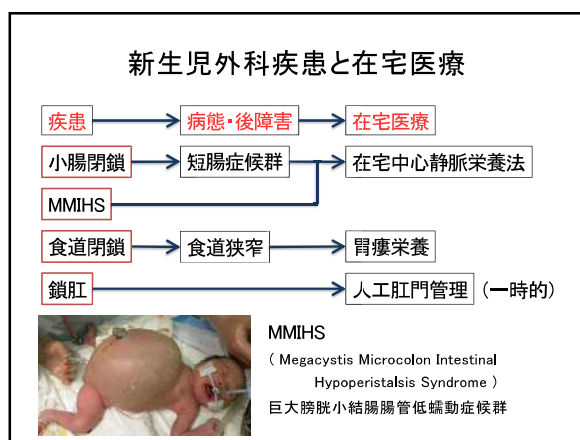 新生児外科疾患と在宅医療
疾患 病態・後障害 在宅医療
小腸閉鎖 短腸症候群 在宅中心静脈栄養法
MMIHS
食道閉鎖 食道狭窄 胃瘻栄養
鎖肛 人工肛門管理 (一時的)
MMIHS
( Megacystis Microcolon Intestinal
Hypoperistalsis Syndrome )
巨大膀胱小結腸腸管低蠕動症候群